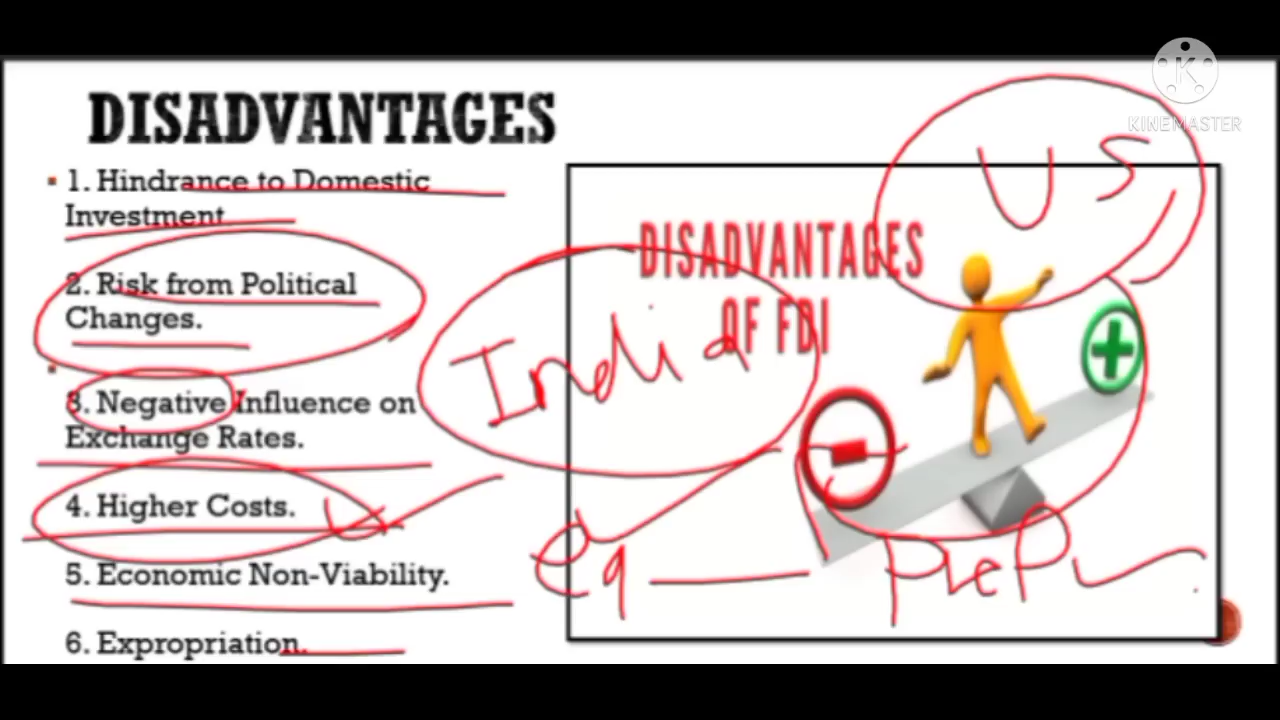 KINEMASTER
DISADVANTAGES
1. Hindrance to Domestic
Investment
2. Risk from Political
Changes.
3. Negative Influence on
Exchange Rates.
4. Higher Costs.
5. Economic Non-Viability.
6. Expropriation.
DISADVANTAGES
OF FDI
US
India
eq